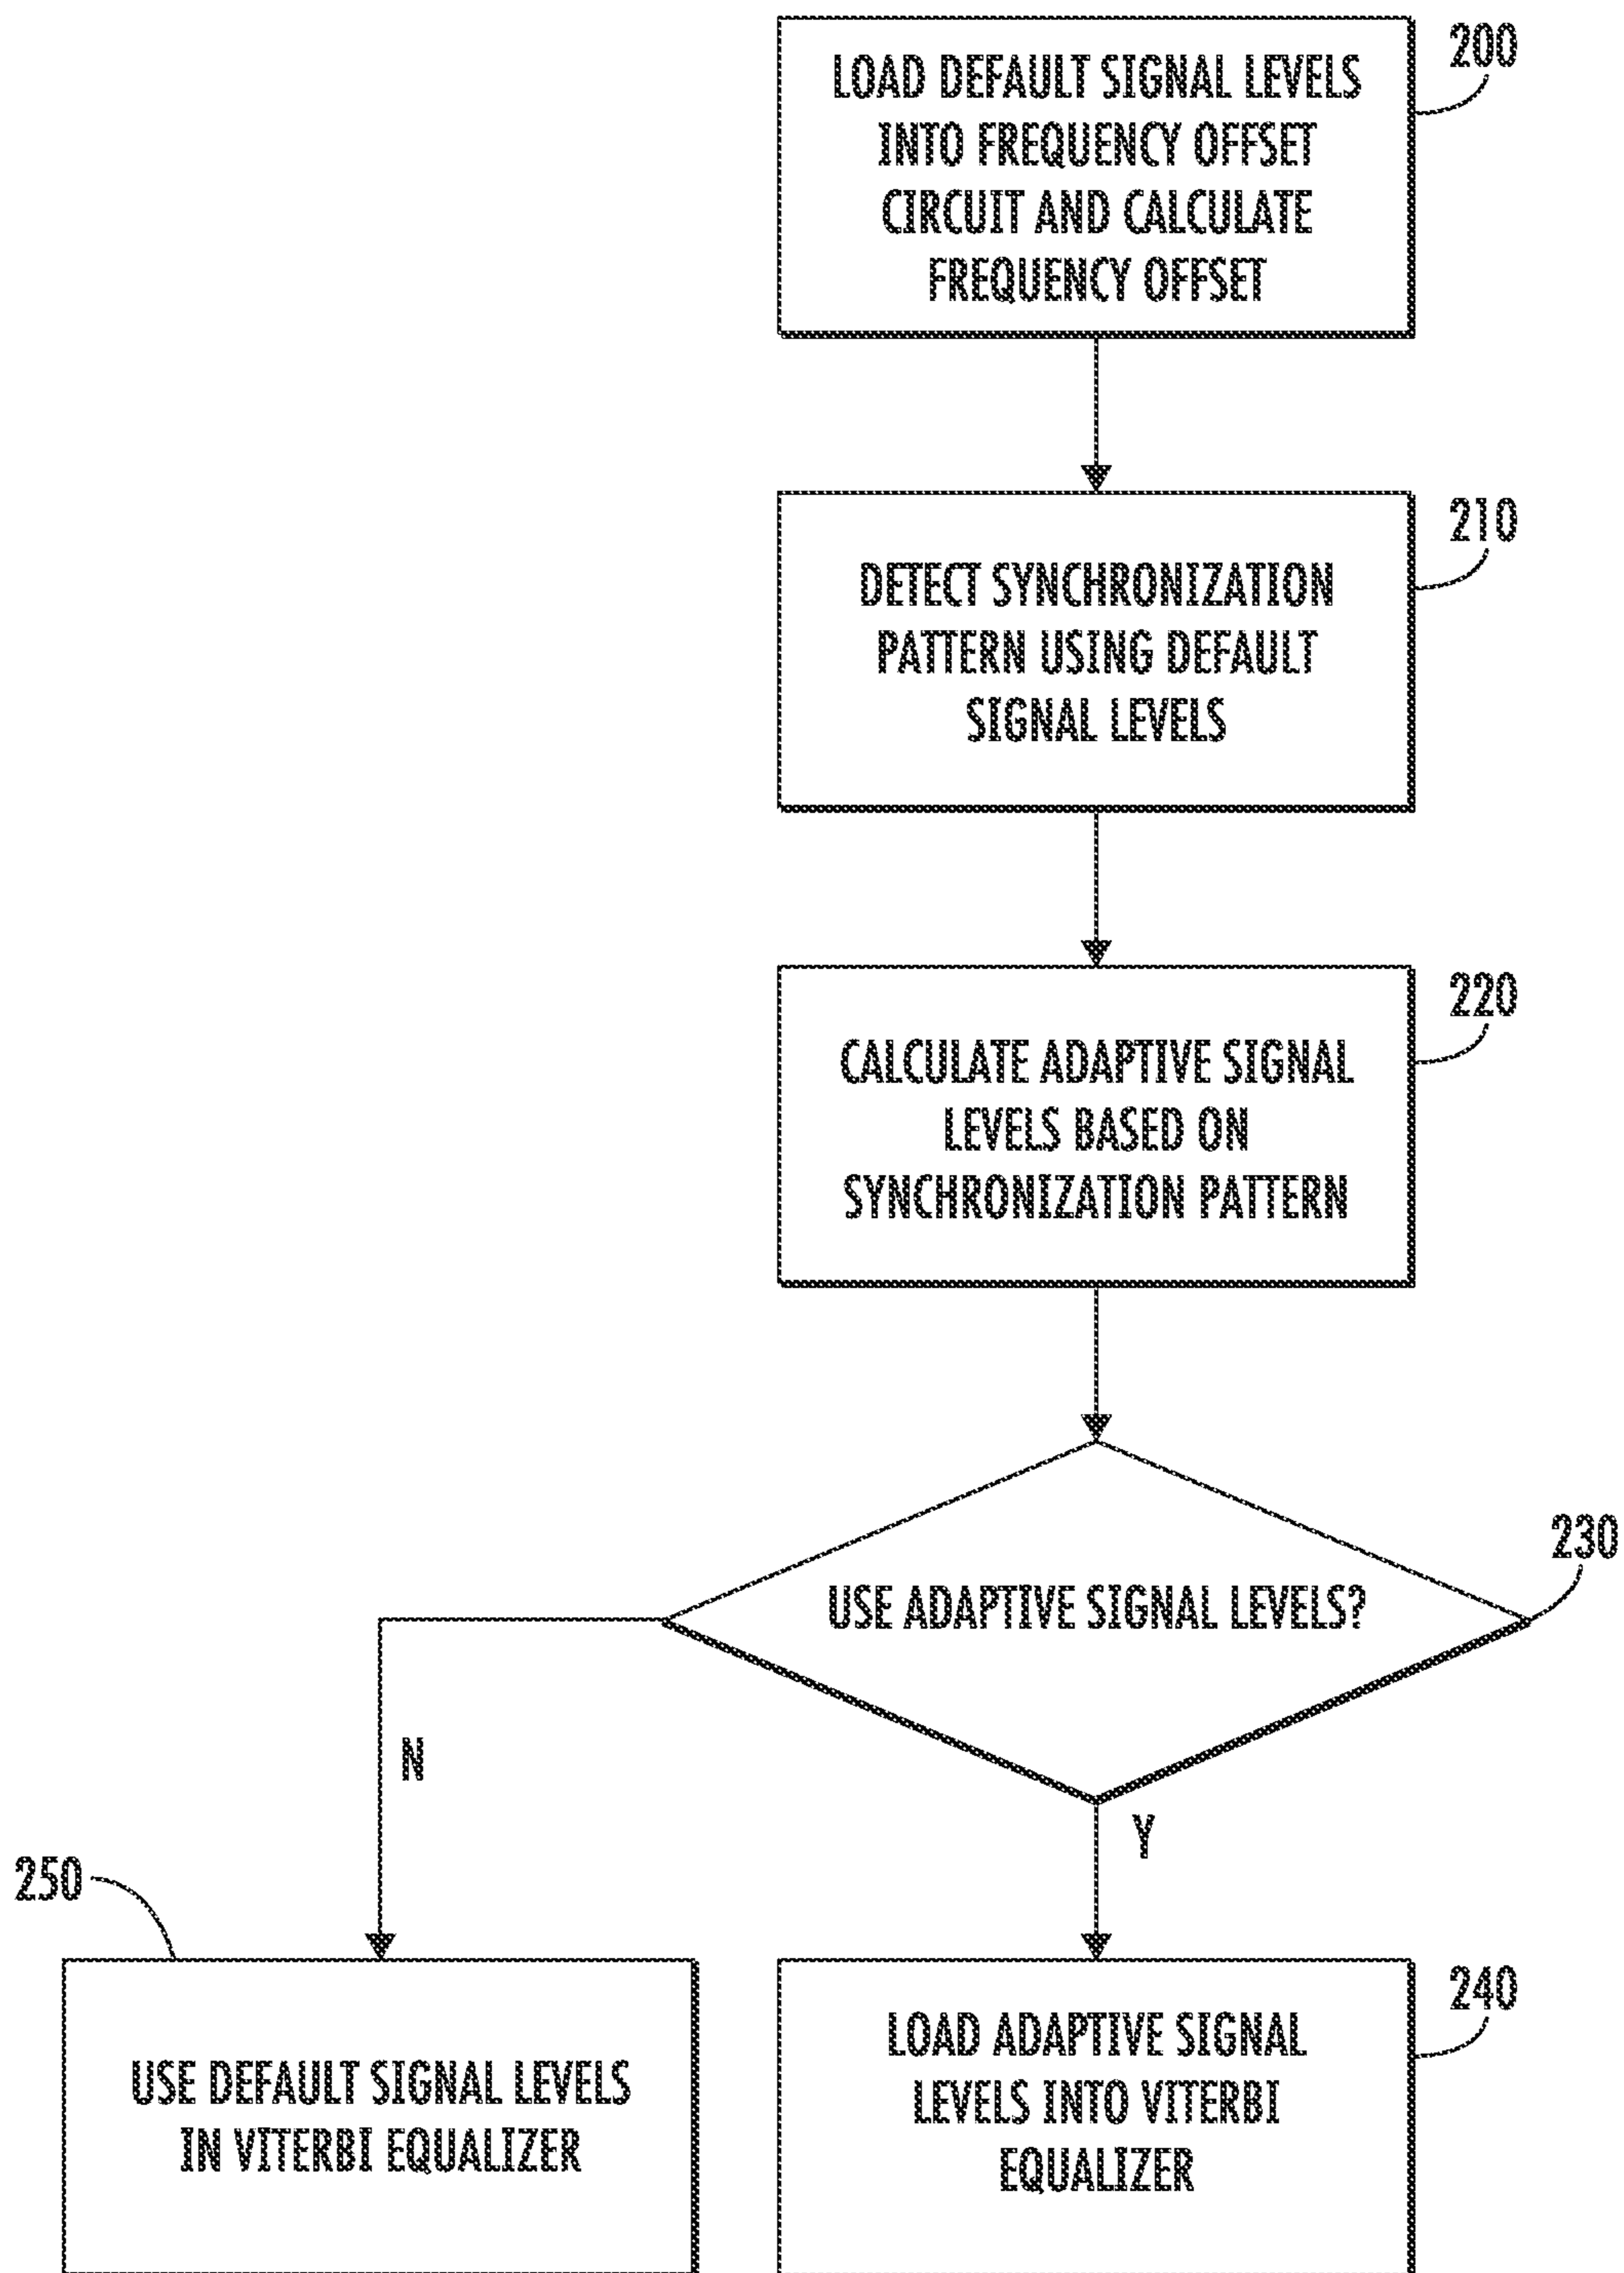 200
LOAD DEFAULT SIGNAL LEVELS
INTO FREQUENCY OFFSET
CIRCUIT AND CALCULATE
FREQUENCY OFFSET
210
DETECT SYNCHRONIZATION
PATTERN USING DEFAULT
SIGNAL LEVELS
220
CALCULATE ADAPTIVE SIGNAL
LEVELS BASED ON
SYNCHRONIZATION PATTERN
230
USE ADAPTIVE SIGNAL LEVELS?
N
Y
250
USE DEFAULT SIGNAL LEVELS
IN VITERBI EQUALIZER
240
LOAD ADAPTIVE SIGNAL
LEVELS INTO VITERBI
EQUALIZER